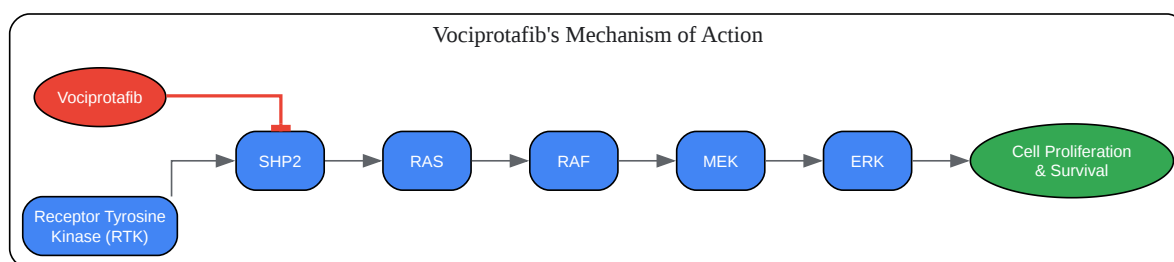 Vociprotafib's Mechanism of Action
Vociprotafib
SHP2
RAS
RAF
MEK
ERK
Cell Proliferation
& Survival
Receptor Tyrosine
Kinase (RTK)